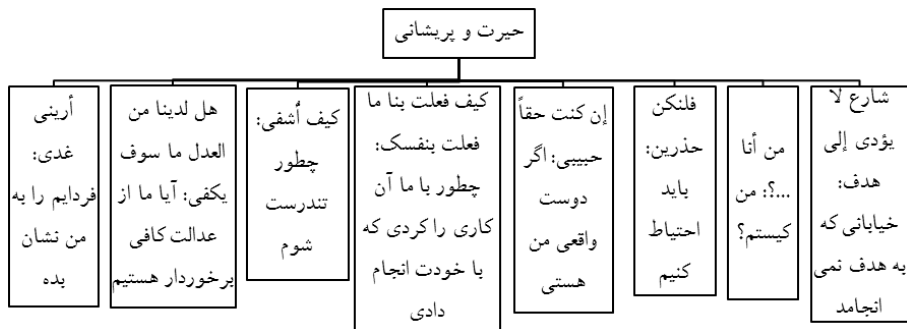 حیرت و پریشانی
شارع لا
یؤدی إلی
هدف:
خیابانی که
به هدف نمی
انجامد
من أنا
...؟: من
کیستم؟
فلنکن
حذرین:
باید
احتیاط
کنیم
إن کنت حقاً
حبیبی: اگر
دوست
واقعی من
هستی
کیف فعلت بنا ما
فعلت بنفسک:
چطور با ما آن
کاری را کردی که
با خودت انجام
دادی
کیف أشفی:
چطور
تندرست
شوم
هل لدینا من
العدل ما سوف
یکفی: آیا ما از
عدالت کافی
برخوردار هستیم
أرینی
غدی:
فردایم را به
من نشان
بده